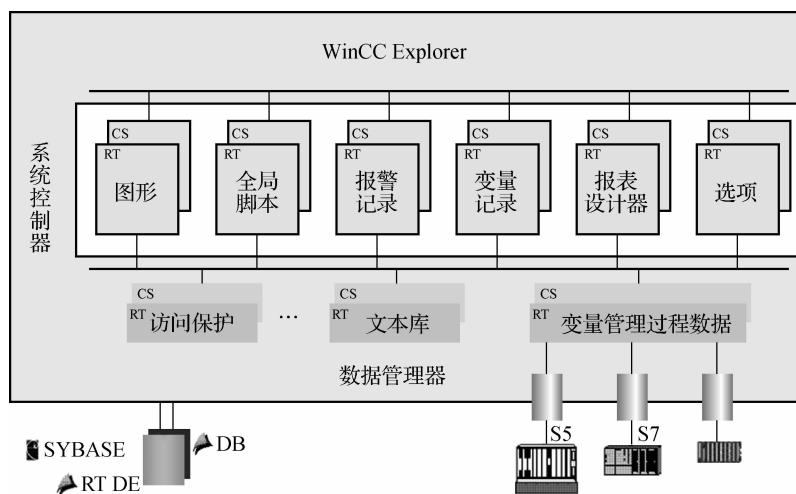 WinCC Explorer
系统控制器
CS CS CS CS CS CS
RT RT RT RT RT RT
图形 全局脚本 报警记录 变量记录 报表设计器 选项
CS CS CS
RT 访问保护 … RT 文本库 RT 变量管理过程数据
数据管理器
S5 S7
SYBASE DB
RT DE